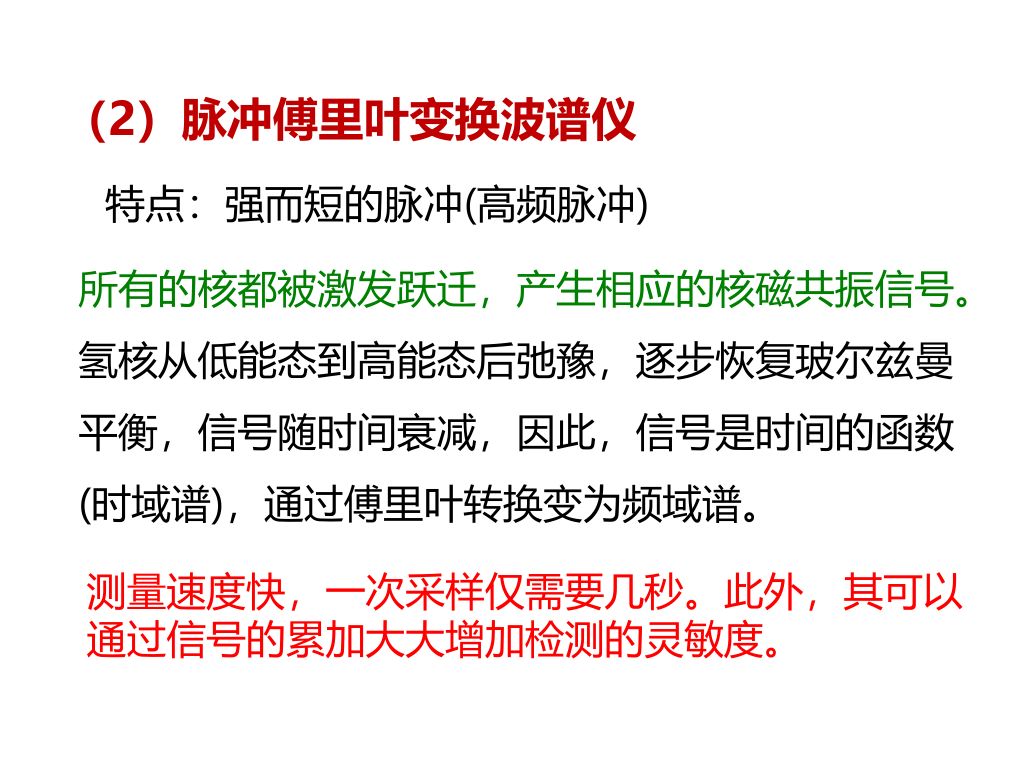 （2）脉冲傅里叶变换波谱仪
特点：强而短的脉冲(高频脉冲)
所有的核都被激发跃迁，产生相应的核磁共振信号。
氢核从低能态到高能态后弛豫，逐步恢复玻尔兹曼
平衡，信号随时间衰减，因此，信号是时间的函数
(时域谱)，通过傅里叶转换变为频域谱。
测量速度快，一次采样仅需要几秒。此外，其可以
通过信号的累加大大增加检测的灵敏度。